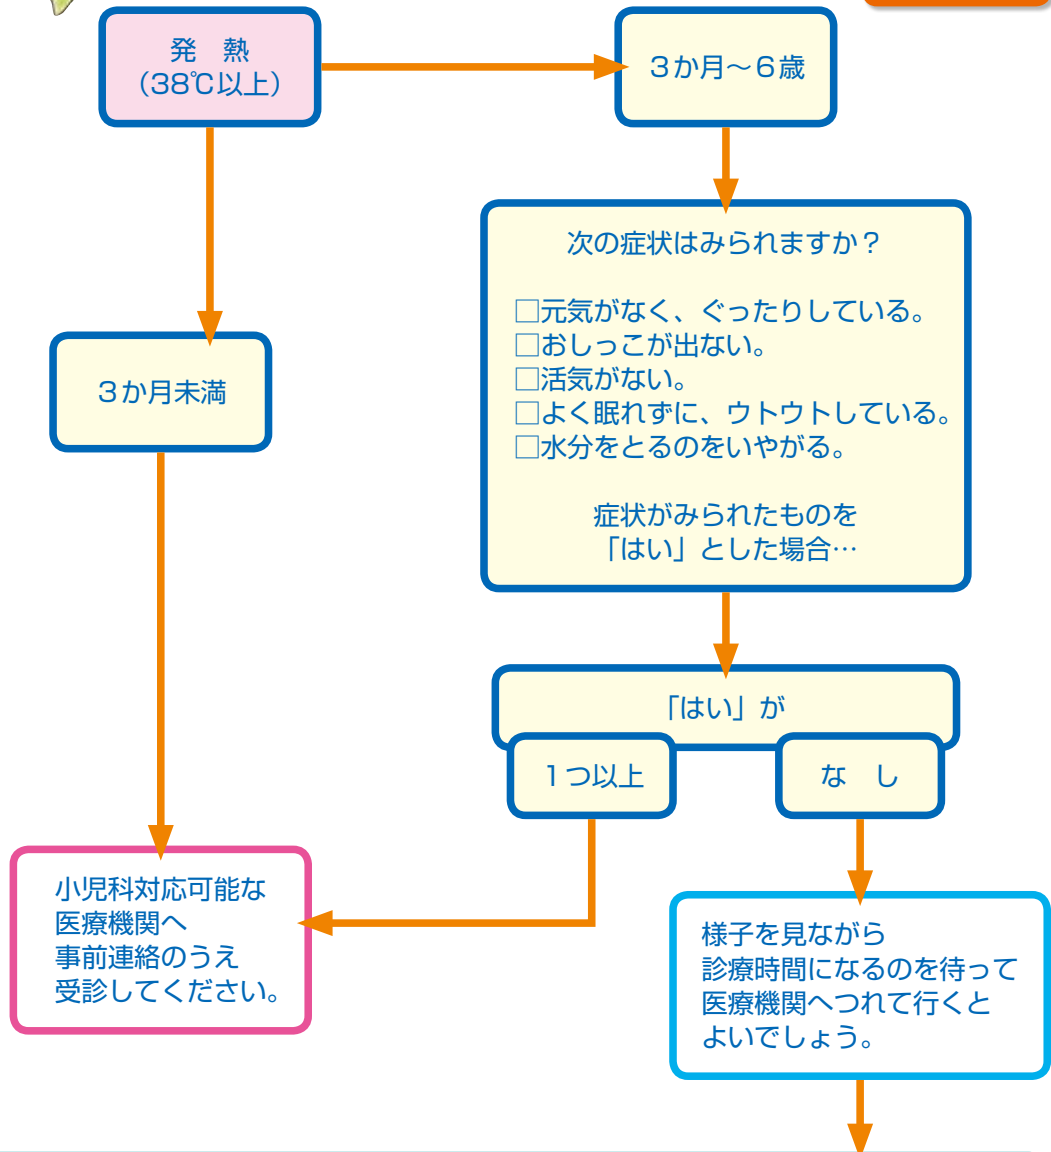 発　熱
（38℃以上）
３か月～６歳
次の症状はみられますか？
□元気がなく、ぐったりしている。
□おしっこが出ない。
□活気がない。
□よく眠れずに、ウトウトしている。
□水分をとるのをいやがる。
症状がみられたものを
「はい」とした場合…
３か月未満
「はい」が
１つ以上
な　し
小児科対応可能な
医療機関へ
事前連絡のうえ
受診してください。
様子を見ながら
診療時間になるのを待って
医療機関へつれて行くと
よいでしょう。